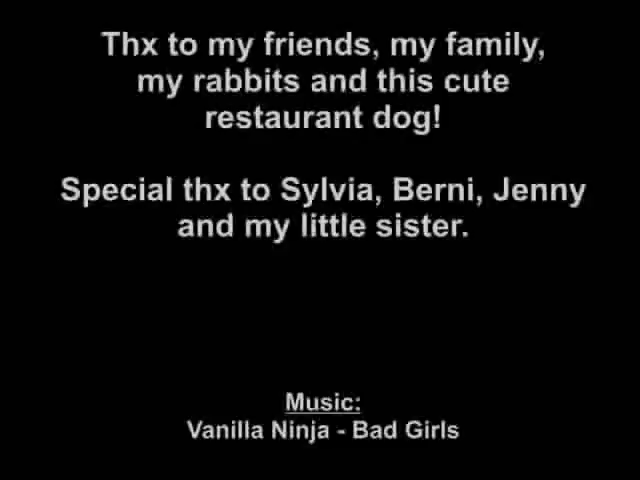 Thx to my friends, my family,
my rabbits and this cute
restaurant dog!
Special thx to Sylvia, Berni, Jenny
and my little sister.
Music:
Vanilla Ninja - Bad Girls